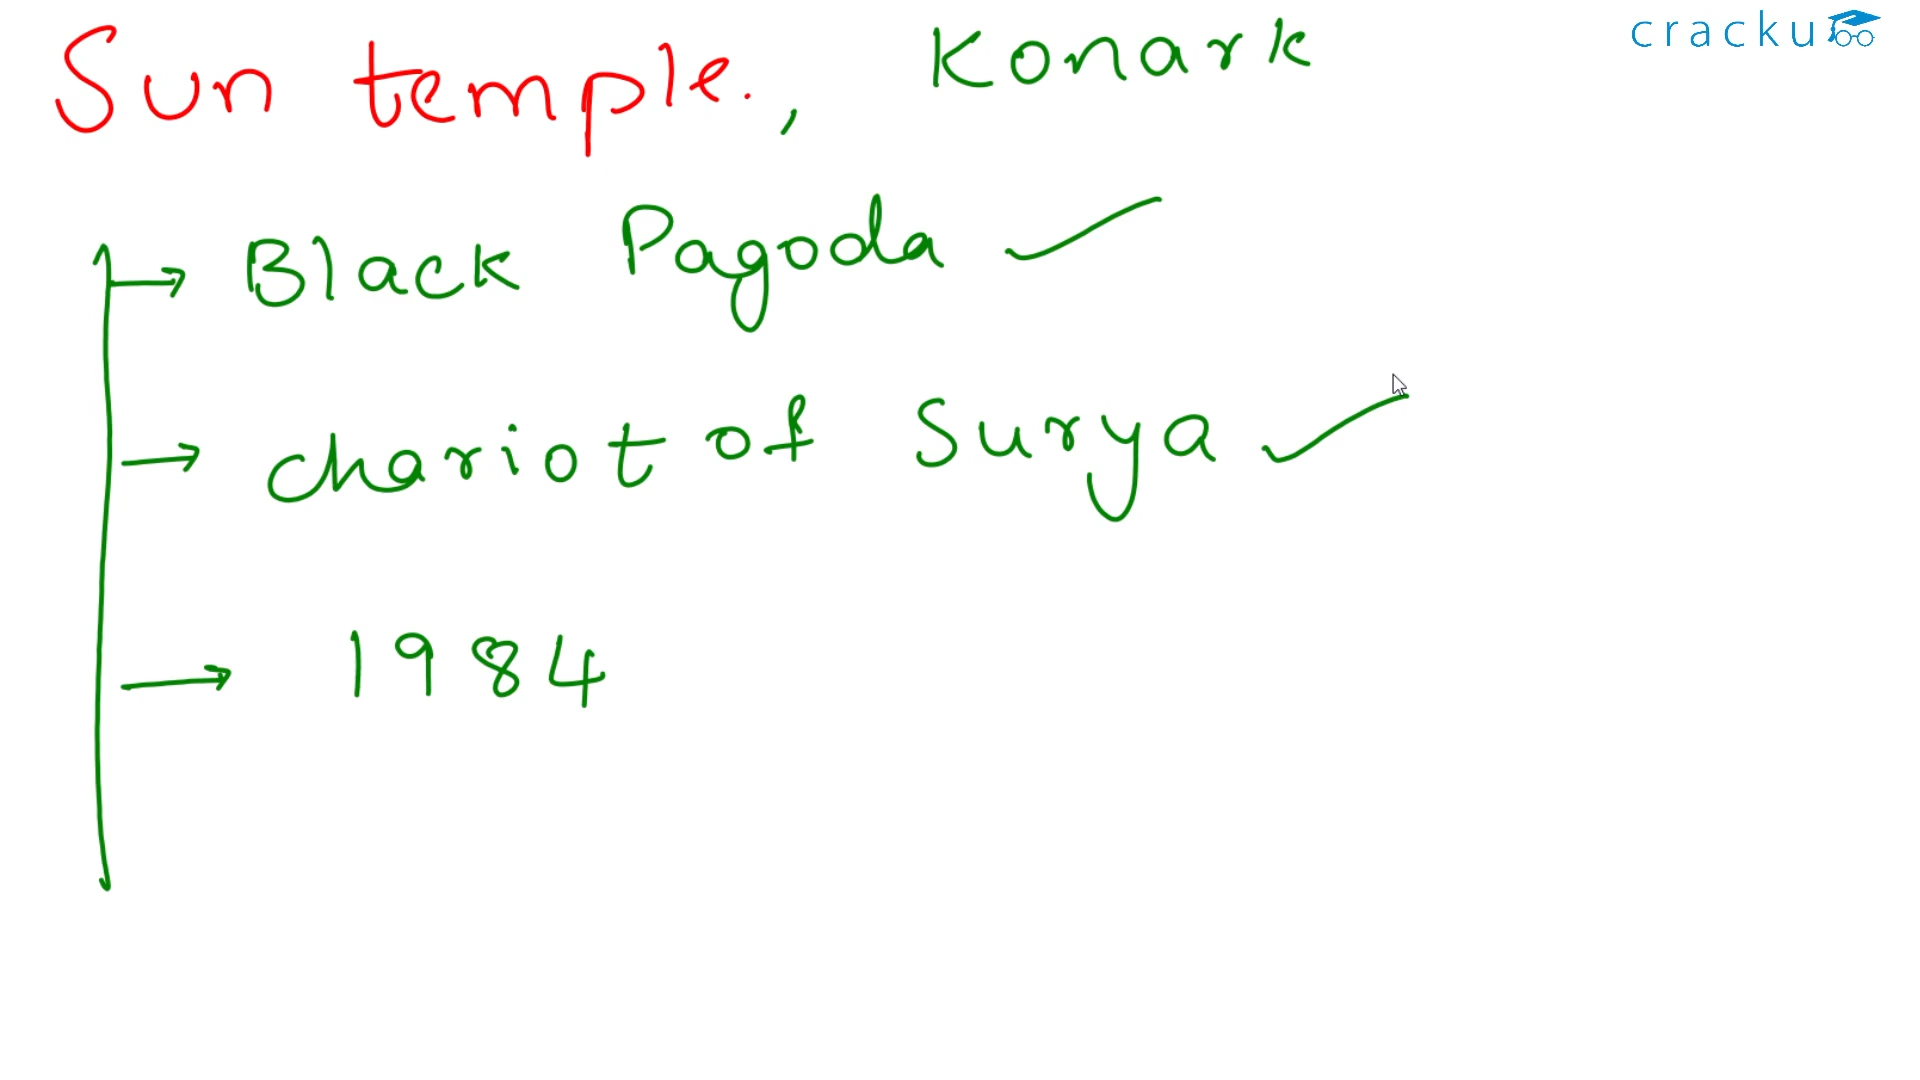 Sun temple., Konark
cracku
Black Pagoda
chariot of Surya
1984